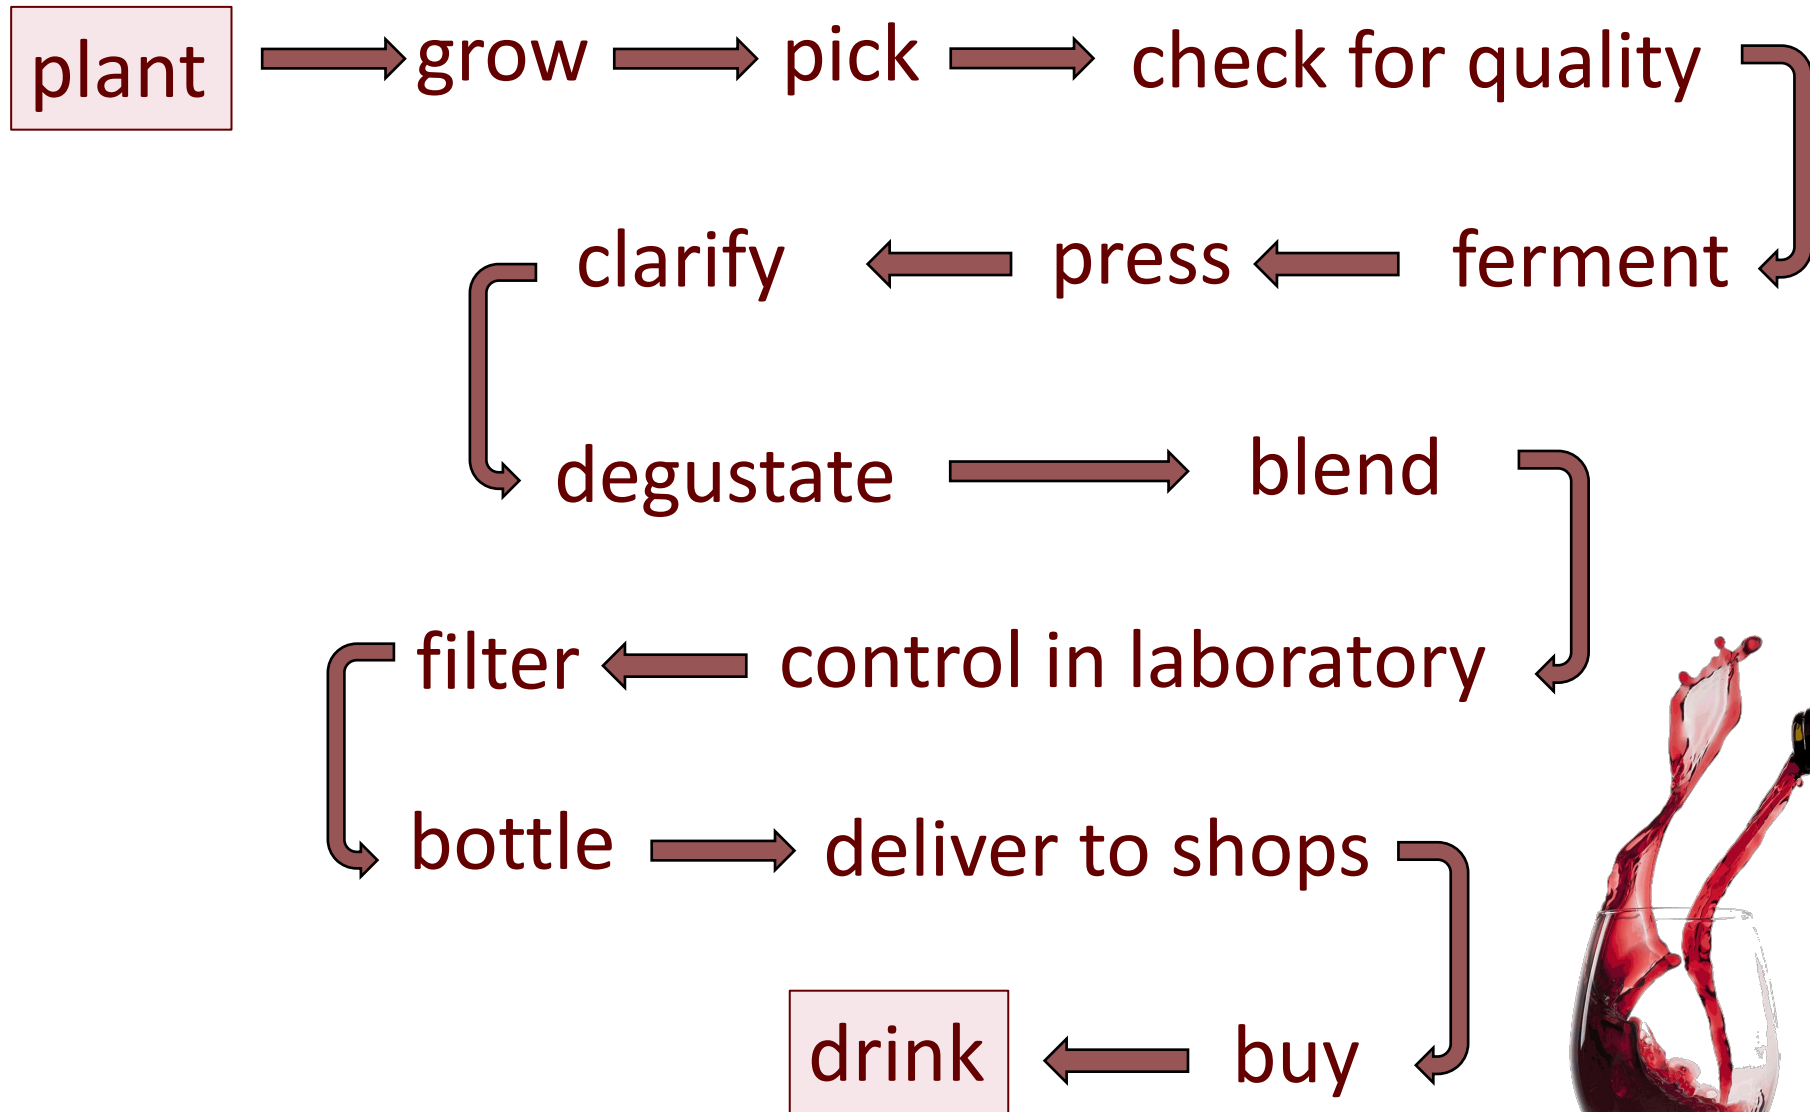 plant grow pick check for quality
clarify press ferment
degustate blend
filter control in laboratory
bottle deliver to shops
drink buy